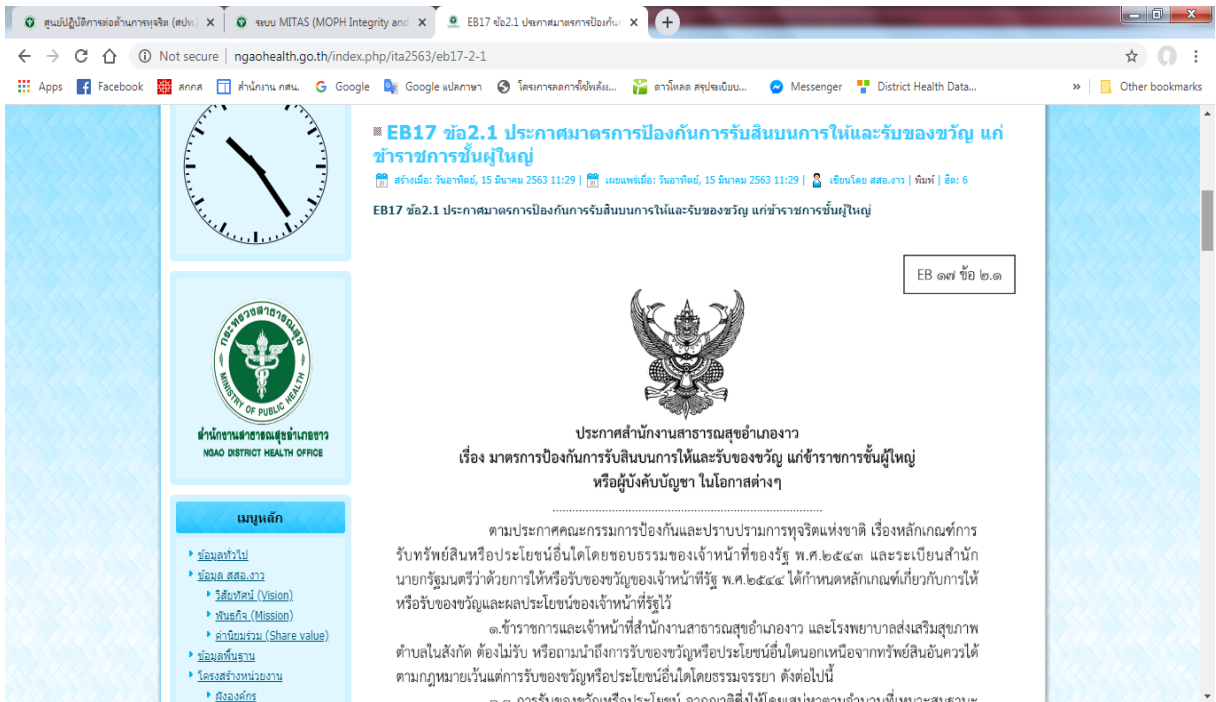 ศูนย์ปฏิบัติการต่อต้านการทุจริต (ศปท.)
ระบบ MITAS (MOPH Integrity and
EB17 ข้อ2.1 ประกาศมาตรการป้องกัน
Not secure | ngaohealth.go.th/index.php/ita2563/eb17-2-1
Apps Facebook สกกส สำนักงาน กศน. Google Google แปลภาษา Messenger District Health Data... » Other bookmarks
EB17 ข้อ2.1 ประกาศมาตรการป้องกันการรับสินบนการให้และรับของขวัญ แก่
ข้าราชการชั้นผู้ใหญ่
สร้างเมื่อ: วันอาทิตย์, 15 มีนาคม 2563 11:29 | เผยแพร่เมื่อ: วันอาทิตย์, 15 มีนาคม 2563 11:29 | เขียนโดย สสอ.งาว | พิมพ์ | ฮิต: 6
EB17 ข้อ2.1 ประกาศมาตรการป้องกันการรับสินบนการให้และรับของขวัญ แก่ข้าราชการชั้นผู้ใหญ่
EB ๑๗ ข้อ ๒.๑
ประกาศสำนักงานสาธารณสุขอำเภองาว
เรื่อง มาตรการป้องกันการรับสินบนการให้และรับของขวัญ แก่ข้าราชการชั้นผู้ใหญ่
หรือผู้บังคับบัญชา ในโอกาสต่างๆ
ตามประกาศคณะกรรมการป้องกันและปราบปรามการทุจริตแห่งชาติ เรื่องหลักเกณฑ์การ
รับทรัพย์สินหรือประโยชน์อื่นใดโดยชอบธรรมของเจ้าหน้าที่ของรัฐ พ.ศ.๒๕๔๓ และระเบียบสำนัก
นายกรัฐมนตรีว่าด้วยการให้หรือรับของขวัญของเจ้าหน้าที่รัฐ พ.ศ.๒๕๔๔ ได้กำหนดหลักเกณฑ์เกี่ยวกับการให้
หรือรับของขวัญและผลประโยชน์ของเจ้าหน้าที่รัฐไว้
๑.ข้าราชการและเจ้าหน้าที่สำนักงานสาธารณสุขอำเภองาว และโรงพยาบาลส่งเสริมสุขภาพ
ตำบลในสังกัด ต้องไม่รับ หรือถามนำถึงการรับของขวัญหรือประโยชน์อื่นใดนอกเหนือจากทรัพย์สินอันควรได้
ตามกฎหมายเว้นแต่การรับของขวัญหรือประโยชน์อื่นใดโดยธรรมจรรยา ดังต่อไปนี้
กระทรวงสาธารณสุข
MINISTRY OF PUBLIC HEALTH
สำนักงานสาธารณสุขอำเภองาว
NGAO DISTRICT HEALTH OFFICE
เมนูหลัก
ข้อมูลทั่วไป
ข้อมูล สสอ.งาว
วิสัยทัศน์ (Vision)
พันธกิจ (Mission)
ค่านิยมร่วม (Share value)
ข้อมูลพื้นฐาน
โครงสร้างหน่วยงาน
ผังองค์กร